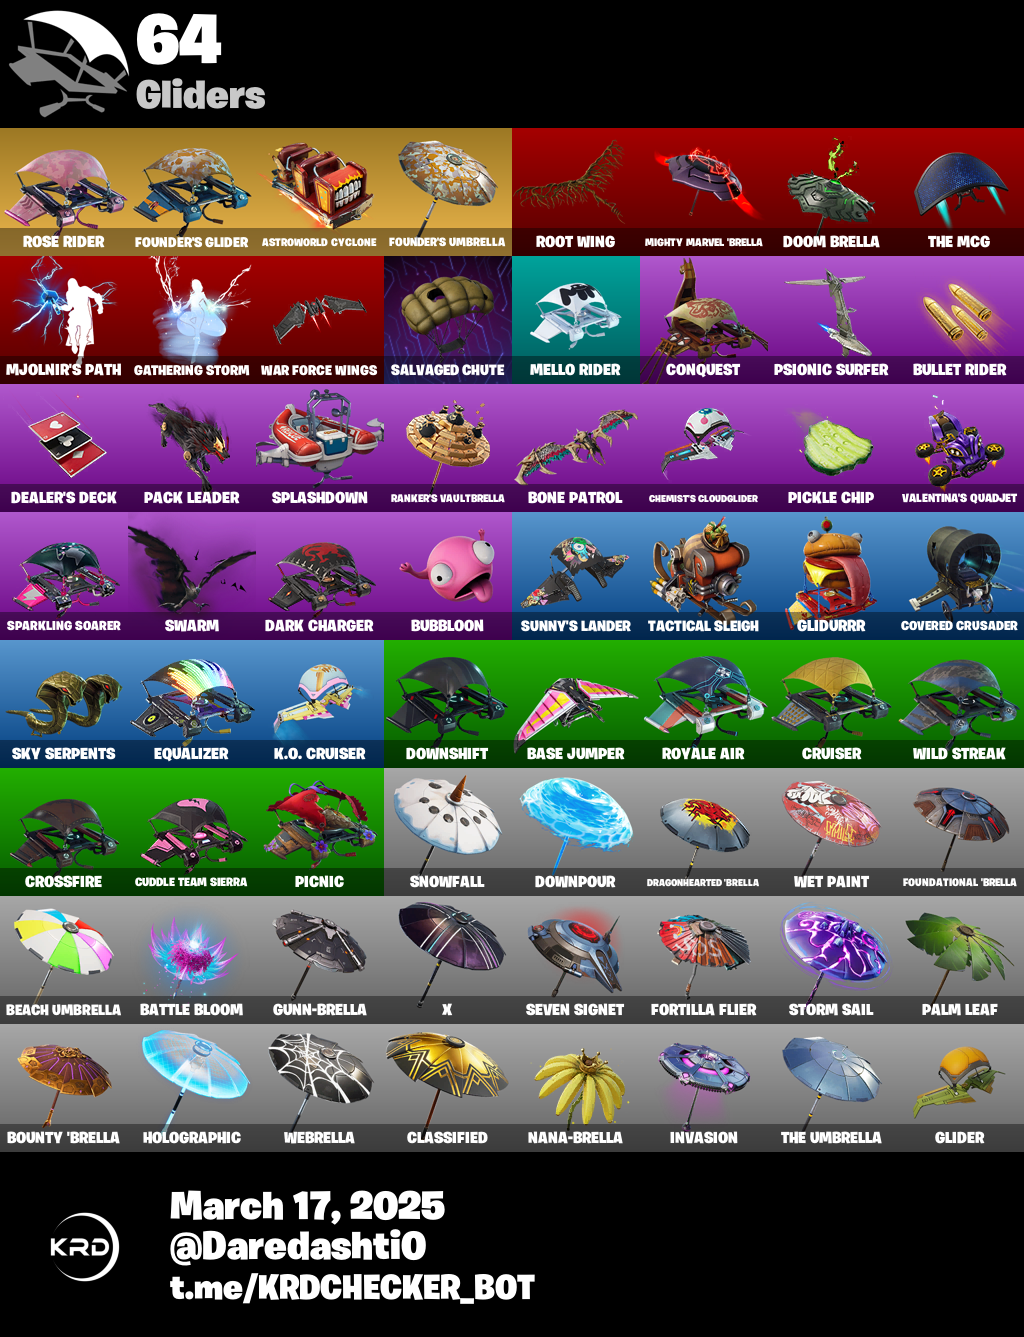 64
Gliders
ROSE RIDER
FOUNDER'S GLIDER
ASTROWORLD CYCLONE
FOUNDER'S UMBRELLA
ROOT WING
MIGHTY MARVEL 'BRELLA
DOOM BRELLA
THE MCG
MJOLNIR'S PATH
GATHERING STORM
WAR FORCE WINGS
SALVAGED CHUTE
MELLO RIDER
CONQUEST
PSIONIC SURFER
BULLET RIDER
DEALER'S DECK
PACK LEADER
SPLASHDOWN
RANKER'S VAULTBRELLA
BONE PATROL
CHEMIST'S CLOUDGLIDER
PICKLE CHIP
VALENTINA'S QUADJET
SPARKLING SOARER
SWARM
DARK CHARGER
BUBBLOON
SUNNY'S LANDER
TACTICAL SLEIGH
GLIDURRR
COVERED CRUSADER
SKY SERPENTS
EQUALIZER
K.O. CRUISER
DOWNSHIFT
BASE JUMPER
ROYALE AIR
CRUISER
WILD STREAK
CROSSFIRE
CUDDLE TEAM SIERRA
PICNIC
SNOWFALL
DOWNPOUR
DRAGONHEARTED 'BRELLA
WET PAINT
FOUNDATIONAL 'BRELLA
BEACH UMBRELLA
BATTLE BLOOM
GUNN-BRELLA
X
SEVEN SIGNET
FORTILLA FLIER
STORM SAIL
PALM LEAF
BOUNTY 'BRELLA
HOLOGRAPHIC
WEBRELLA
CLASSIFIED
NANA-BRELLA
INVASION
THE UMBRELLA
GLIDER
KRD
March 17, 2025
@Daredashti0
t.me/KRDCHECKER_BOT